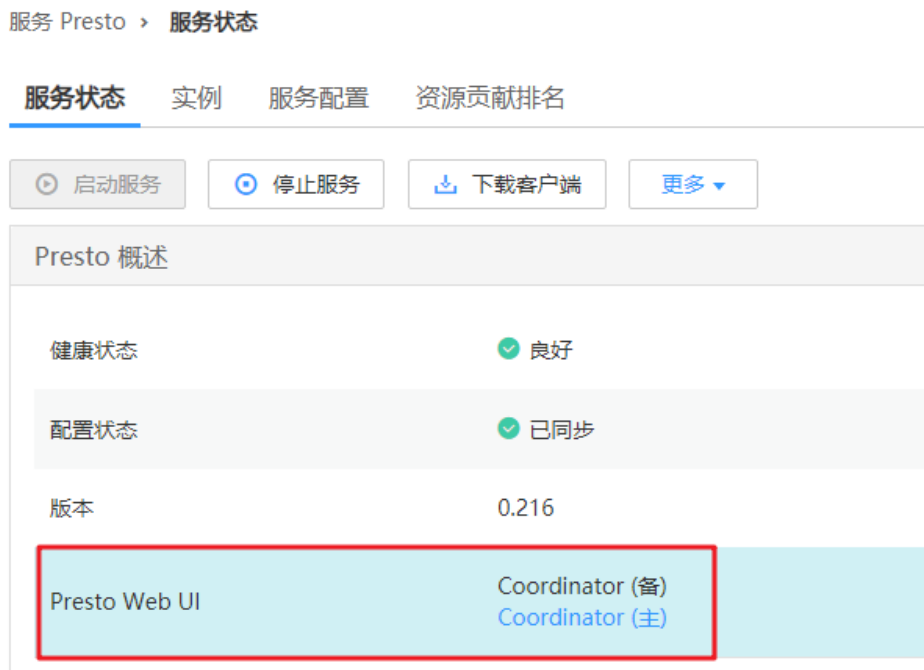 服务 Presto › 服务状态
服务状态 实例 服务配置 资源贡献排名
启动服务 停止服务 下载客户端 更多
Presto 概述
健康状态 良好
配置状态 已同步
版本 0.216
Presto Web UI Coordinator (备)
Coordinator (主)